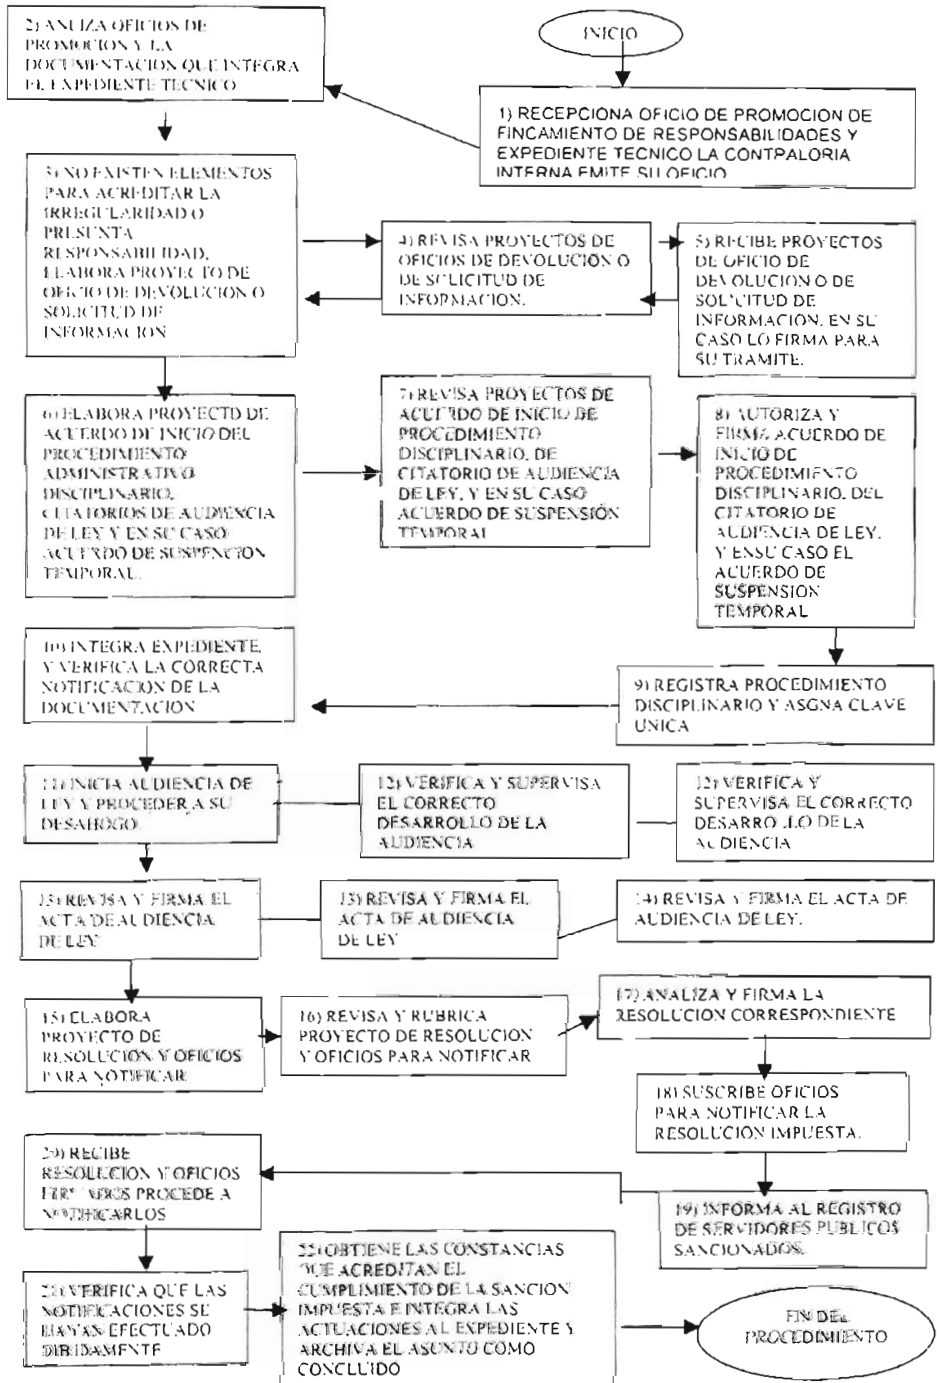 INICIO
1) RECEPCIONA OFICIO DE PROMOCION DE
FINCAMIENTO DE RESPONSABILIDADES Y
EXPEDIENTE TECNICO LA CONTPALORIA
INTERNA EMITE SU OFICIO
2) ANLIZA OFICIOS DE
PROMOCION Y LA
DOCUMENTACION QUE INTEGRA
EL EXPEDIENTE TECNICO
3) NO EXISTEN ELEMENTOS
PARA ACREDITAR LA
IRREGULARIDAD O
PRESUNTA
RESPONSABILIDAD,
ELABORA PROYECTO DE
OFICIO DE DEVOLUCION O
SOLICITUD DE
INFORMACION
4) REVISA PROYECTOS DE
OFICIOS DE DEVOLUCION O
DE SOLICITUD DE
INFORMACION.
5) RECIBE PROYECTOS
DE OFICIO DE
DEVOLUCION O DE
SOLICITUD DE
INFORMACION, EN SU
CASO LO FIRMA PARA
SU TRAMITE.
6) ELABORA PROYECTO DE
ACUERDO DE INICIO DEL
PROCEDIMIENTO
ADMINISTRATIVO
DISCIPLINARIO,
CITATORIOS DE AUDIENCIA
DE LEY Y EN SU CASO
ACUERDO DE SUSPENCION
TEMPORAL.
7) REVISA PROYECTOS DE
ACUERDO DE INICIO DE
PROCEDIMIENTO
DISCIPLINARIO, DE
CITATORIO DE AUDIENCIA
DE LEY, Y EN SU CASO
ACUERDO DE SUSPENSIÓN
TEMPORAL
8) AUTORIZA Y
FIRMA ACUERDO DE
INICIO DE
PROCEDIMIENTO
DISCIPLINARIO, DEL
CITATORIO DE
AUDIENCIA DE LEY,
Y ENSU CASO EL
ACUERDO DE
SUSPENSION
TEMPORAL
9) REGISTRA PROCEDIMIENTO
DISCIPLINARIO Y ASGNA CLAVE
UNICA
10) INTEGRA EXPEDIENTE,
Y VERIFICA LA CORRECTA
NOTIFICACION DE LA
DOCUMENTACION
11) INICIA AUDIENCIA DE
LEY Y PROCEDER A SU
DESAHOGO
12) VERIFICA Y SUPERVISA
EL CORRECTO
DESARROLLO DE LA
AUDIENCIA
12) VERIFICA Y
SUPERVISA EL CORRECTO
DESARROLLO DE LA
AUDIENCIA
13) REVISA Y FIRMA EL
ACTA DE AUDIENCIA
DE LEY
13) REVISA Y FIRMA EL
ACTA DE AUDIENCIA
DE LEY
14) REVISA Y FIRMA EL ACTA DE
AUDIENCIA DE LEY.
15) ELABORA
PROYECTO DE
RESOLUCION Y OFICIOS
PARA NOTIFICAR
16) REVISA Y RUBRICA
PROYECTO DE RESOLUCION
Y OFICIOS PARA NOTIFICAR
17) ANALIZA Y FIRMA LA
RESOLUCION CORRESPONDIENTE
18) SUSCRIBE OFICIOS
PARA NOTIFICAR LA
RESOLUCION IMPUESTA.
19) INFORMA AL REGISTRO
DE SERVIDORES PUBLICOS
SANCIONADOS.
20) RECIBE
RESOLUCION Y OFICIOS
FIRMADOS PROCEDE A
NOTIFICARLOS
21) VERIFICA QUE LAS
NOTIFICACIONES SE
HAYAN EFECTUADO
DEBIDAMENTE
22) OBTIENE LAS CONSTANCIAS
QUE ACREDITAN EL
CUMPLIMIENTO DE LA SANCION
IMPUESTA E INTEGRA LAS
ACTUACIONES AL EXPEDIENTE Y
ARCHIVA EL ASUNTO COMO
CONCLUIDO
FIN DEL
PROCEDIMIENTO